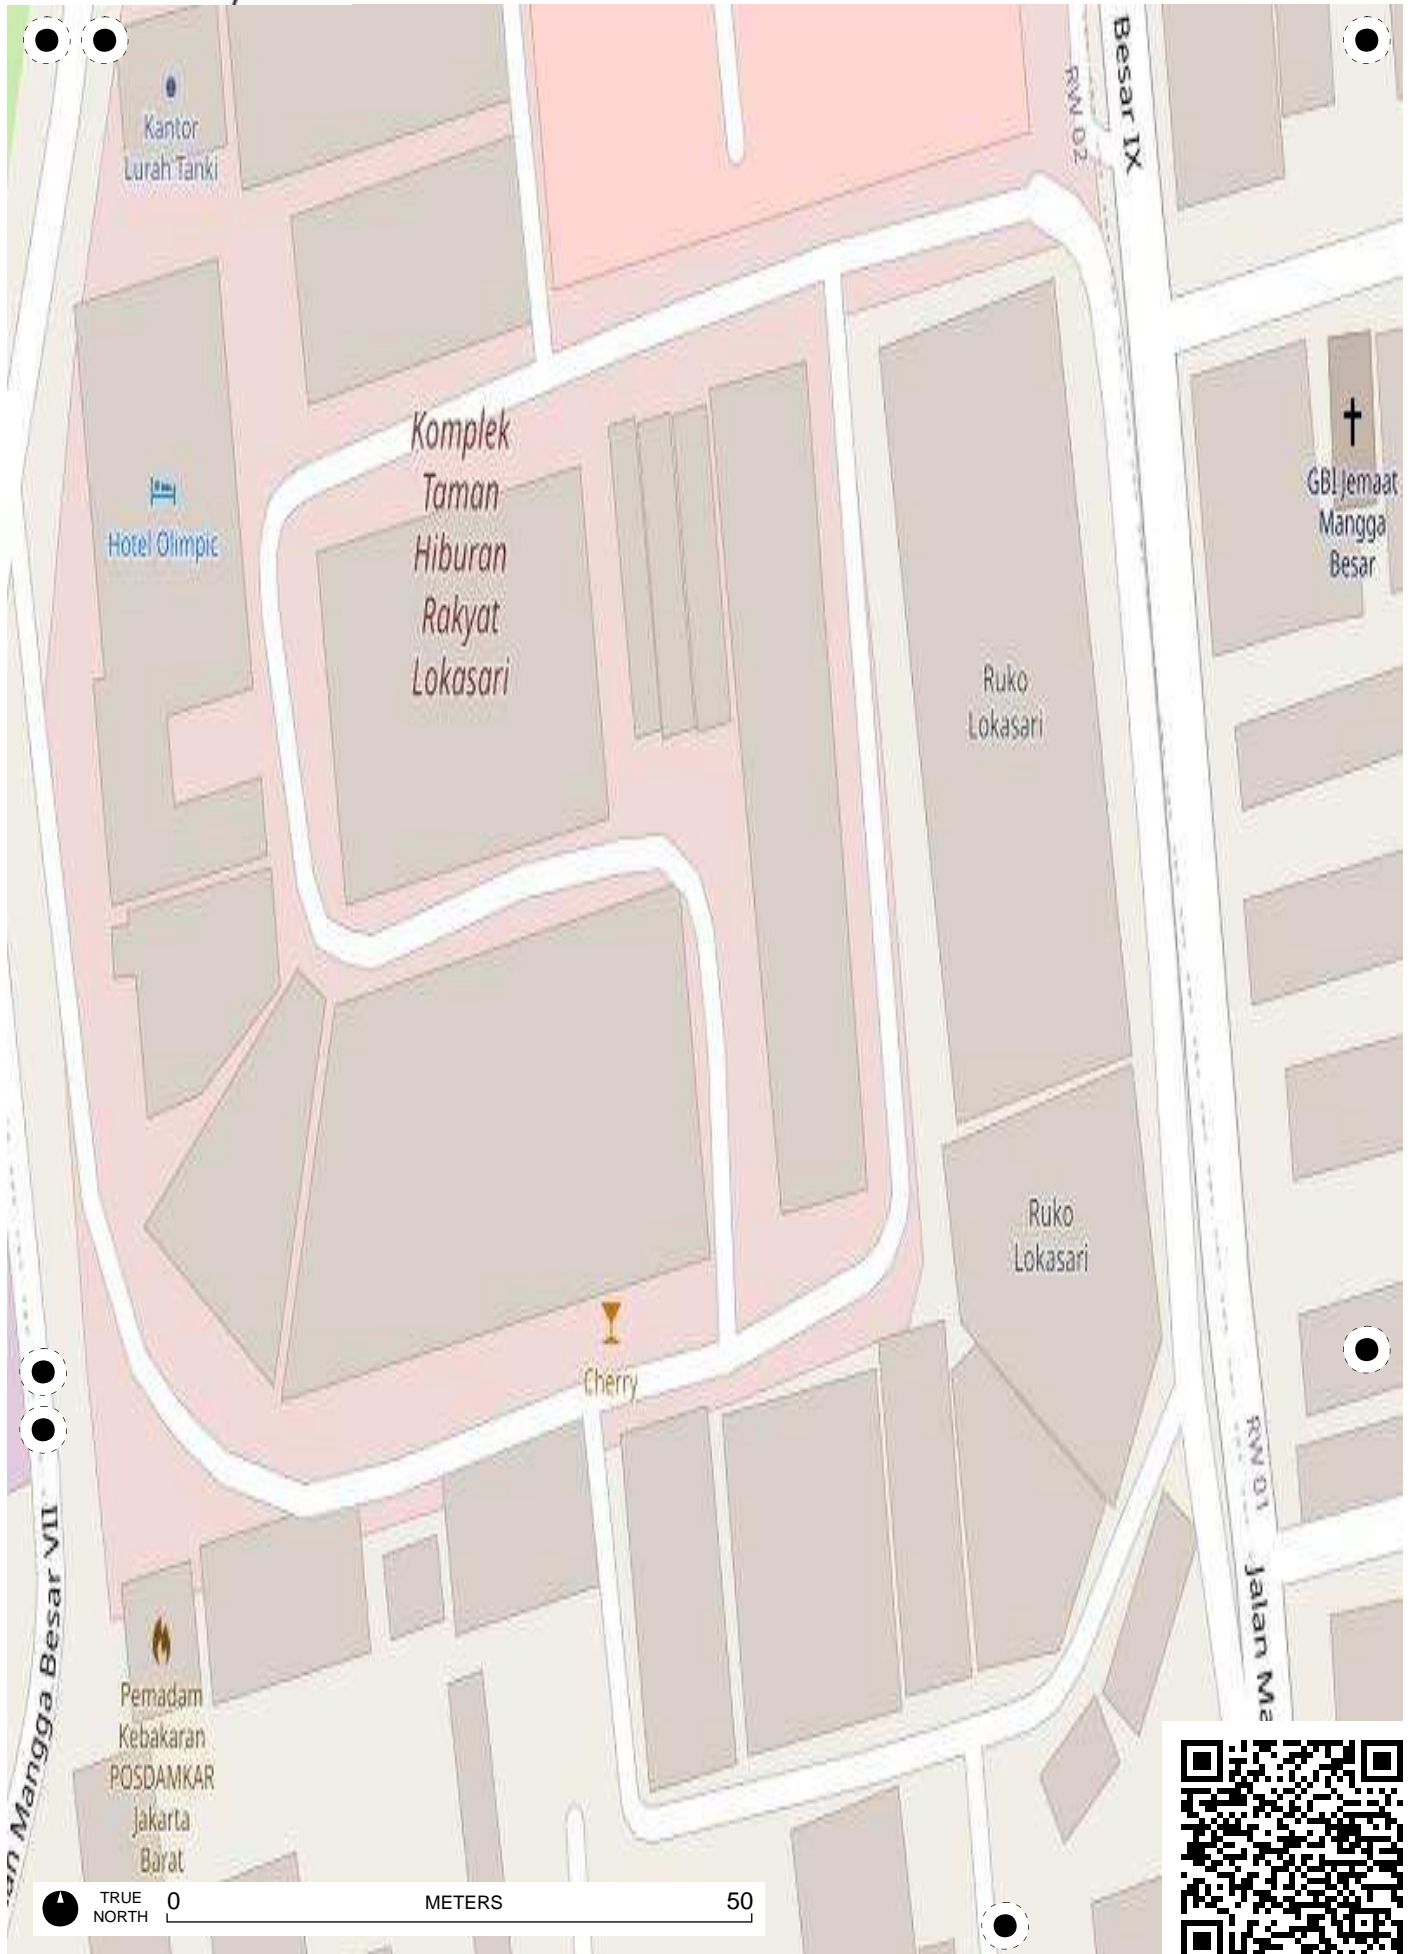 Besar IX
RW 02
Kantor
Lurah Tanki
Komplek
Taman
Hiburan
Rakyat
Lokasari
GBI Jemaat
Mangga
Besar
Hotel Olimpic
Ruko
Lokasari
Ruko
Lokasari
Cherry
RW 01
Jalan Ma
an Mangga Besar VII
Pemadam
Kebakaran
POSDAMKAR
Jakarta
Barat
TRUE
NORTH
0 METERS 50